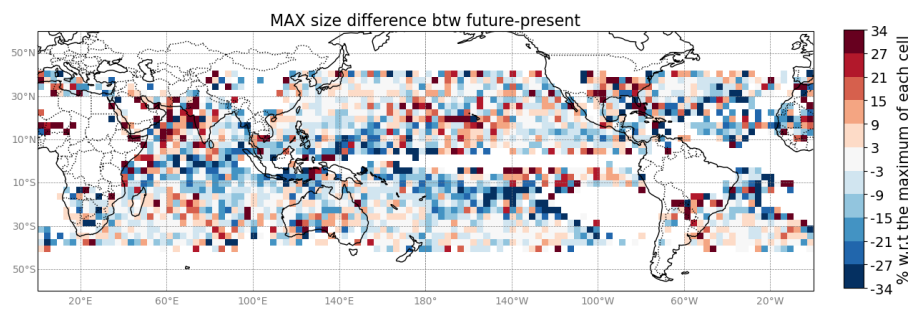 MAX size difference btw future-present
50°N
30°N
10°N
10°S
30°S
50°S
20°E
60°E
100°E
140°E
180°
140°W
100°W
60°W
20°W
34
27
21
15
9
3
-3
-9
-15
-21
-27
-34
% w.r.t the maximum of each cell